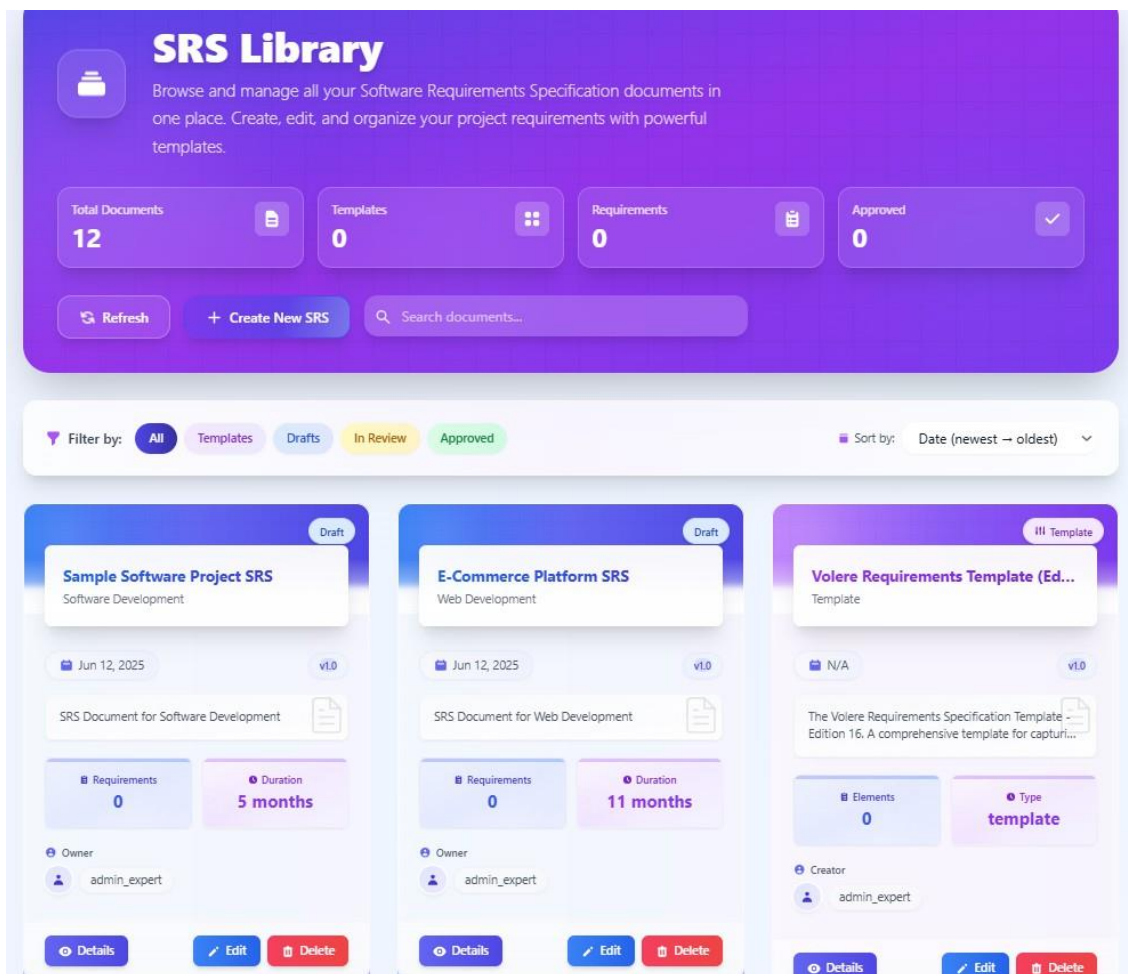 SRS Library
Browse and manage all your Software Requirements Specification documents in
one place. Create, edit, and organize your project requirements with powerful
templates.
Total Documents
12
Templates
0
Requirements
0
Approved
0
Refresh
+ Create New SRS
Search documents...
Filter by:
All
Templates
Drafts
In Review
Approved
Sort by:
Date (newest → oldest)
Draft
Sample Software Project SRS
Software Development
Jun 12, 2025
v1.0
SRS Document for Software Development
Requirements
0
Duration
5 months
Owner
admin_expert
Details
Edit
Delete
Draft
E-Commerce Platform SRS
Web Development
Jun 12, 2025
v1.0
SRS Document for Web Development
Requirements
0
Duration
11 months
Owner
admin_expert
Details
Edit
Delete
Template
Volere Requirements Template (Ed...
Template
N/A
v1.0
The Volere Requirements Specification Template -
Edition 16. A comprehensive template for capturi...
Elements
0
Type
template
Creator
admin_expert
Details
Edit
Delete